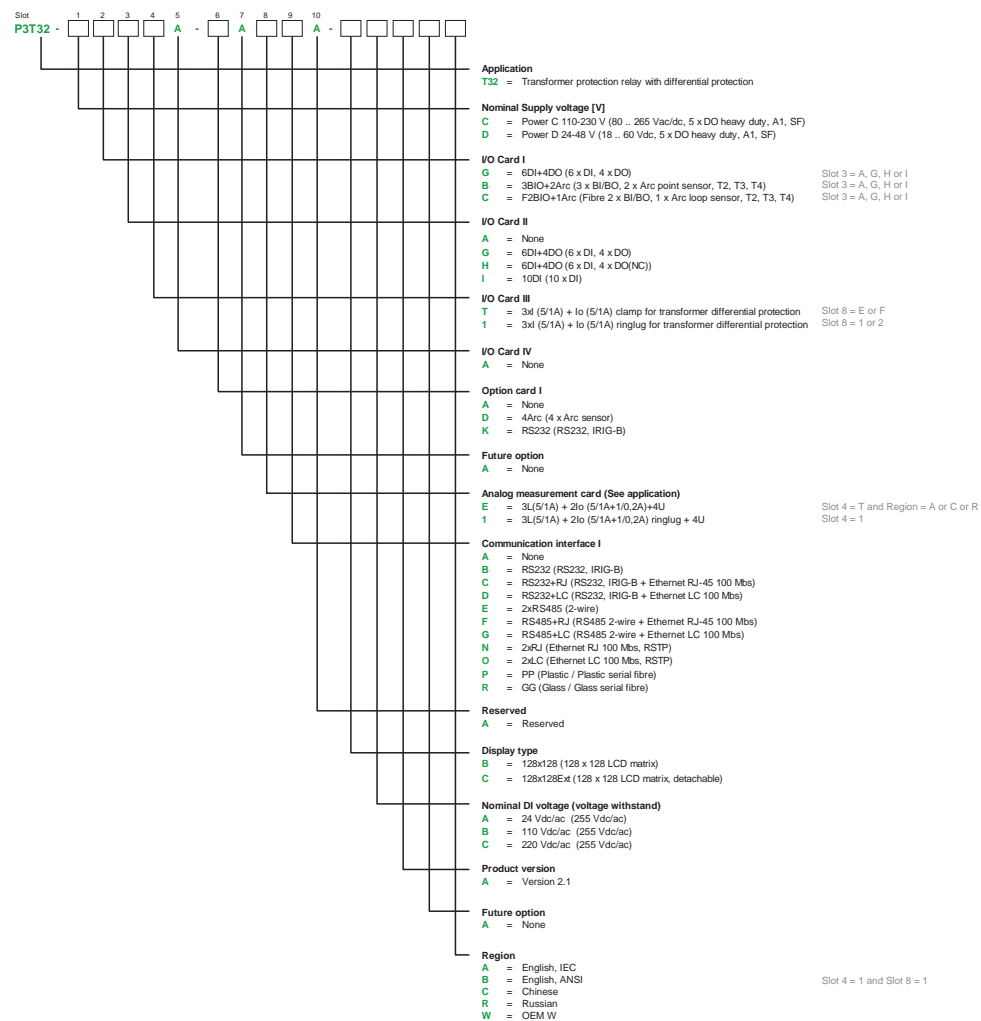 Slot 1 2 3 4 5 6 7 8 9 10
P3T32 - A - A A -
Application
T32 = Transformer protection relay with differential protection
Nominal Supply voltage [V]
C = Power C 110-230 V (80 .. 265 Vac/dc, 5 x DO heavy duty, A1, SF)
D = Power D 24-48 V (18 .. 60 Vdc, 5 x DO heavy duty, A1, SF)
I/O Card I
G = 6DI+4DO (6 x DI, 4 x DO) Slot 3 = A, G, H or I
B = 3BIO+2Arc (3 x BI/BO, 2 x Arc point sensor, T2, T3, T4) Slot 3 = A, G, H or I
C = F2BIO+1Arc (Fibre 2 x BI/BO, 1 x Arc loop sensor, T2, T3, T4) Slot 3 = A, G, H or I
I/O Card II
A = None
G = 6DI+4DO (6 x DI, 4 x DO)
H = 6DI+4DO (6 x DI, 4 x DO(NC))
I = 10DI (10 x DI)
I/O Card III
T = 3xI (5/1A) + Io (5/1A) clamp for transformer differential protection Slot 8 = E or F
1 = 3xI (5/1A) + Io (5/1A) ringlug for transformer differential protection Slot 8 = 1 or 2
I/O Card IV
A = None
Option card I
A = None
D = 4Arc (4 x Arc sensor)
K = RS232 (RS232, IRIG-B)
Future option
A = None
Analog measurement card (See application)
E = 3L(5/1A) + 2Io (5/1A+1/0,2A)+4U Slot 4 = T and Region = A or C or R
1 = 3L(5/1A) + 2Io (5/1A+1/0,2A) ringlug + 4U Slot 4 = 1
Communication interface I
A = None
B = RS232 (RS232, IRIG-B)
C = RS232+RJ (RS232, IRIG-B + Ethernet RJ-45 100 Mbs)
D = RS232+LC (RS232, IRIG-B + Ethernet LC 100 Mbs)
E = 2xRS485 (2-wire)
F = RS485+RJ (RS485 2-wire + Ethernet RJ-45 100 Mbs)
G = RS485+LC (RS485 2-wire + Ethernet LC 100 Mbs)
N = 2xRJ (Ethernet RJ 100 Mbs, RSTP)
O = 2xLC (Ethernet LC 100 Mbs, RSTP)
P = PP (Plastic / Plastic serial fibre)
R = GG (Glass / Glass serial fibre)
Reserved
A = Reserved
Display type
B = 128x128 (128 x 128 LCD matrix)
C = 128x128Ext (128 x 128 LCD matrix, detachable)
Nominal DI voltage (voltage withstand)
A = 24 Vdc/ac (255 Vdc/ac)
B = 110 Vdc/ac (255 Vdc/ac)
C = 220 Vdc/ac (255 Vdc/ac)
Product version
A = Version 2.1
Future option
A = None
Region
A = English, IEC
B = English, ANSI Slot 4 = 1 and Slot 8 = 1
C = Chinese
R = Russian
W = OEM W